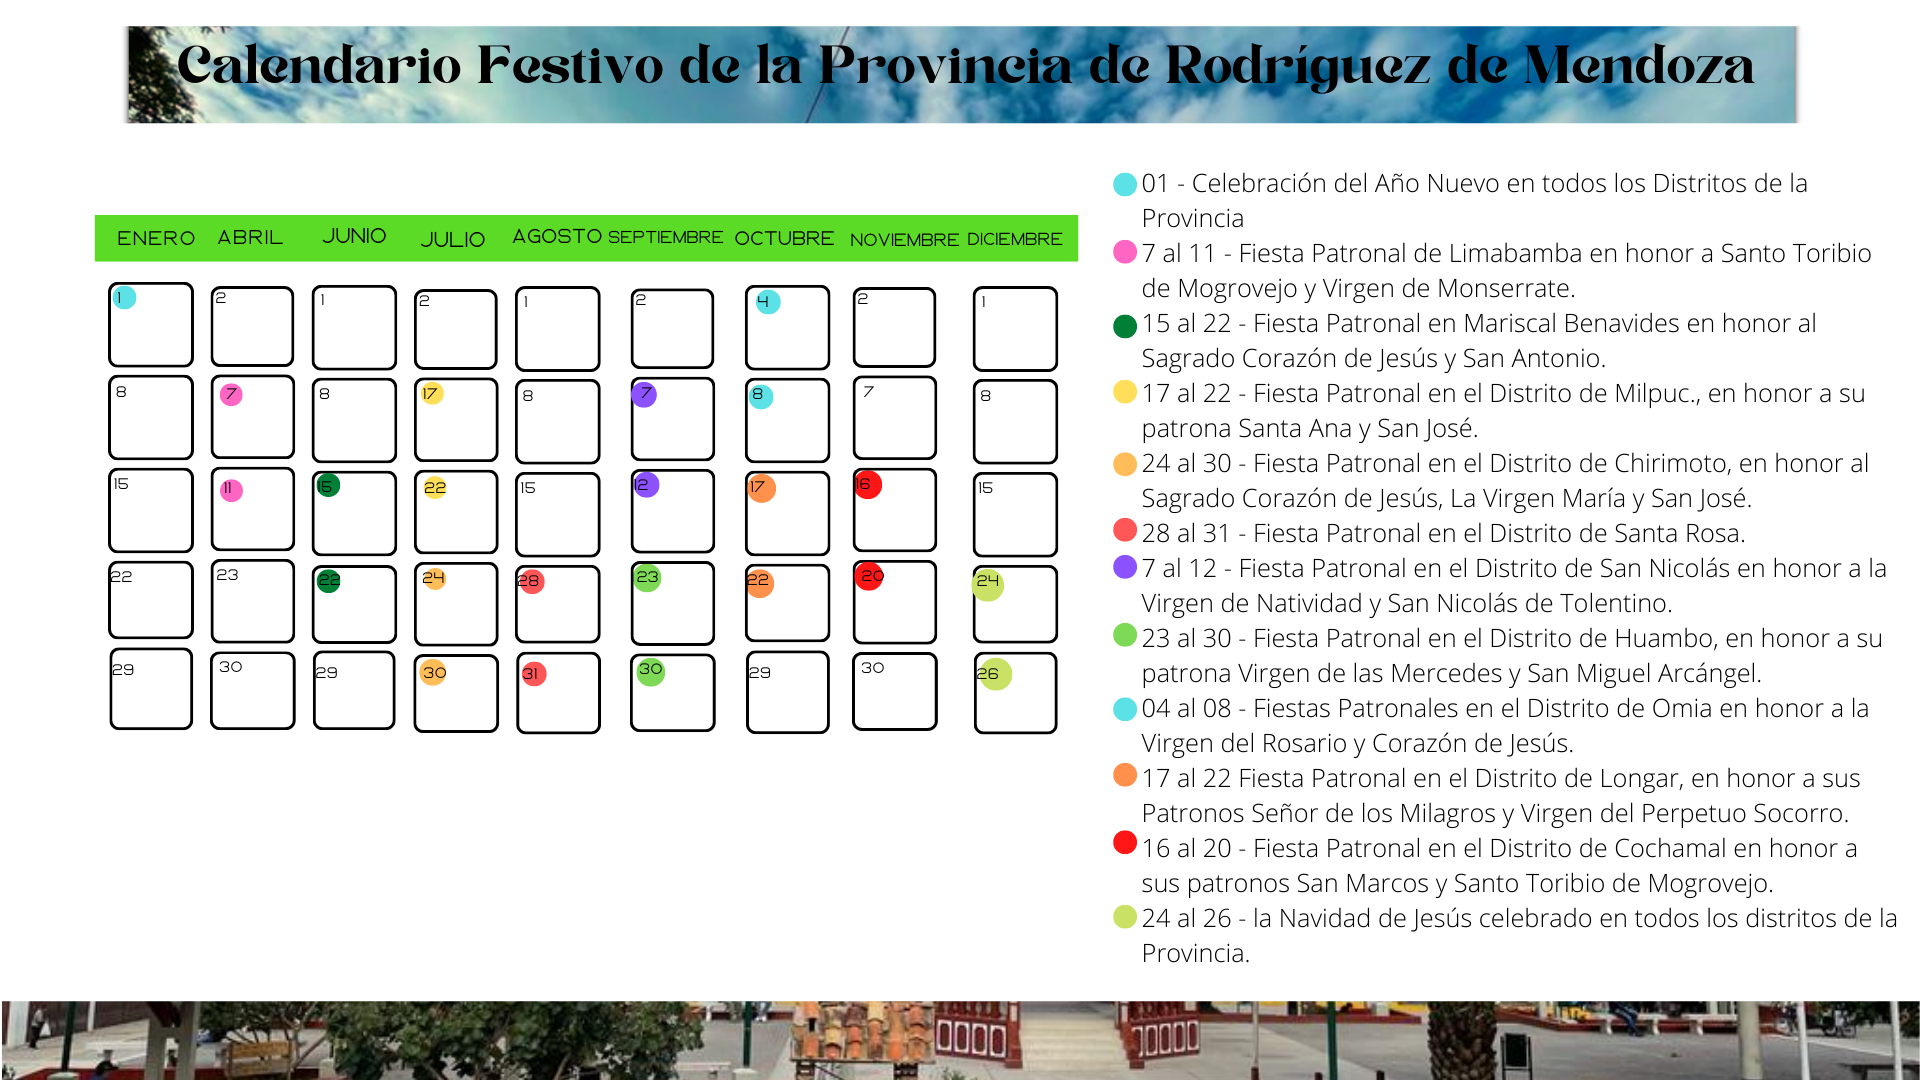 Calendario Festivo de la Provincia de Rodríguez de Mendoza
ENERO ABRIL JUNIO JULIO AGOSTO SEPTIEMBRE OCTUBRE NOVIEMBRE DICIEMBRE
1 2 1 2 1 2 4 2 1
8 7 8 17 8 7 8 7 8
15 11 15 22 15 12 17 16 15
22 23 22 24 28 23 22 20 24
29 30 29 30 31 30 29 30 26
01 - Celebración del Año Nuevo en todos los Distritos de la
Provincia
7 al 11 - Fiesta Patronal de Limabamba en honor a Santo Toribio
de Mogrovejo y Virgen de Monserrate.
15 al 22 - Fiesta Patronal en Mariscal Benavides en honor al
Sagrado Corazón de Jesús y San Antonio.
17 al 22 - Fiesta Patronal en el Distrito de Milpuc., en honor a su
patrona Santa Ana y San José.
24 al 30 - Fiesta Patronal en el Distrito de Chirimoto, en honor al
Sagrado Corazón de Jesús, La Virgen María y San José.
28 al 31 - Fiesta Patronal en el Distrito de Santa Rosa.
7 al 12 - Fiesta Patronal en el Distrito de San Nicolás en honor a la
Virgen de Natividad y San Nicolás de Tolentino.
23 al 30 - Fiesta Patronal en el Distrito de Huambo, en honor a su
patrona Virgen de las Mercedes y San Miguel Arcángel.
04 al 08 - Fiestas Patronales en el Distrito de Omia en honor a la
Virgen del Rosario y Corazón de Jesús.
17 al 22 Fiesta Patronal en el Distrito de Longar, en honor a sus
Patronos Señor de los Milagros y Virgen del Perpetuo Socorro.
16 al 20 - Fiesta Patronal en el Distrito de Cochamal en honor a
sus patronos San Marcos y Santo Toribio de Mogrovejo.
24 al 26 - la Navidad de Jesús celebrado en todos los distritos de la
Provincia.